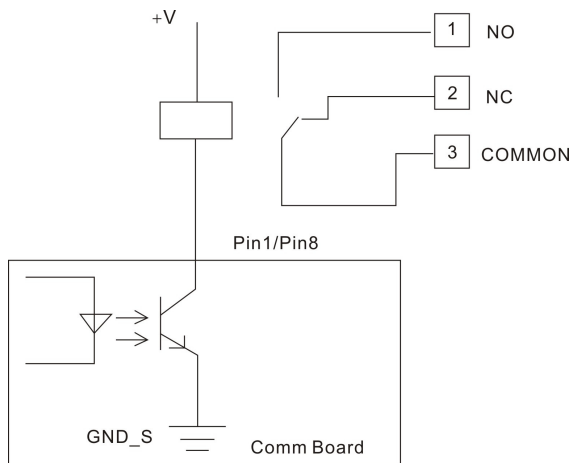 +V
1 NO
2 NC
3 COMMON
Pin1/Pin8
GND_S
Comm Board